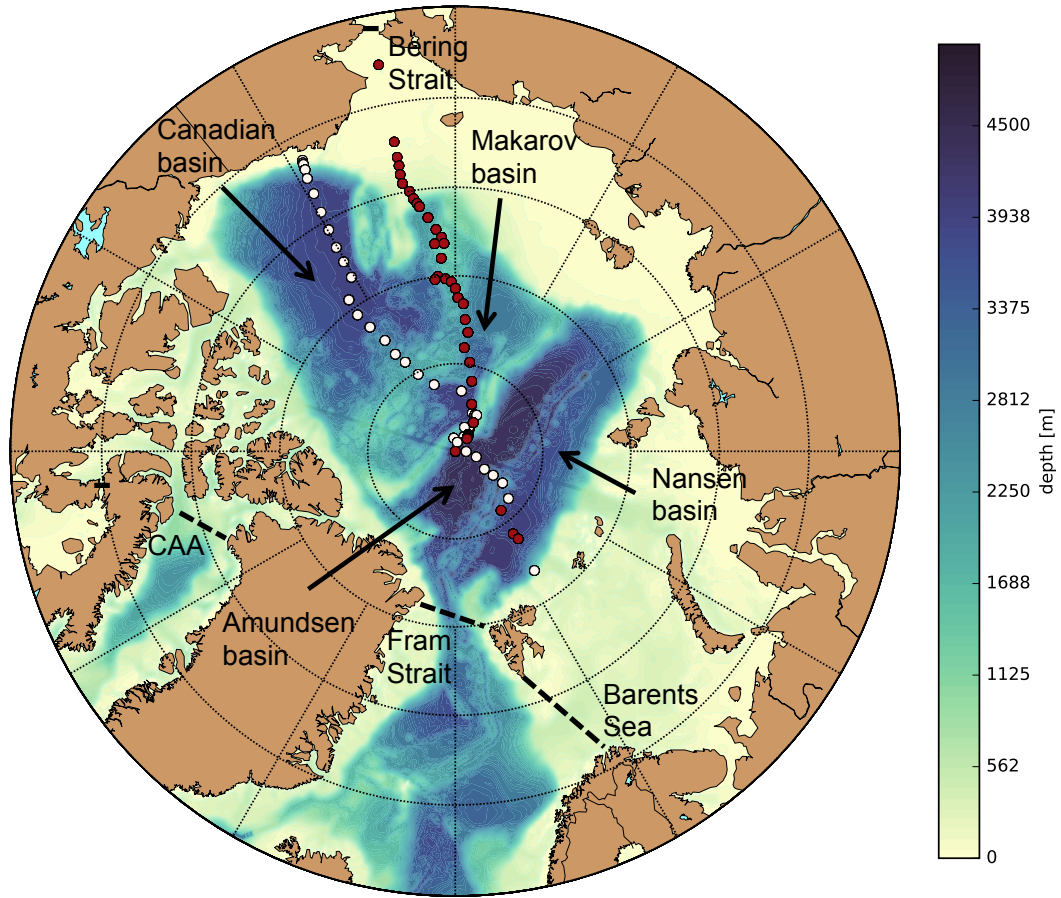 Bering
Strait
Canadian
basin
Makarov
basin
Nansen
basin
CAA
Amundsen
basin
Fram
Strait
Barents
Sea
4500
3938
3375
2812
2250
1688
1125
562
0
depth [m]